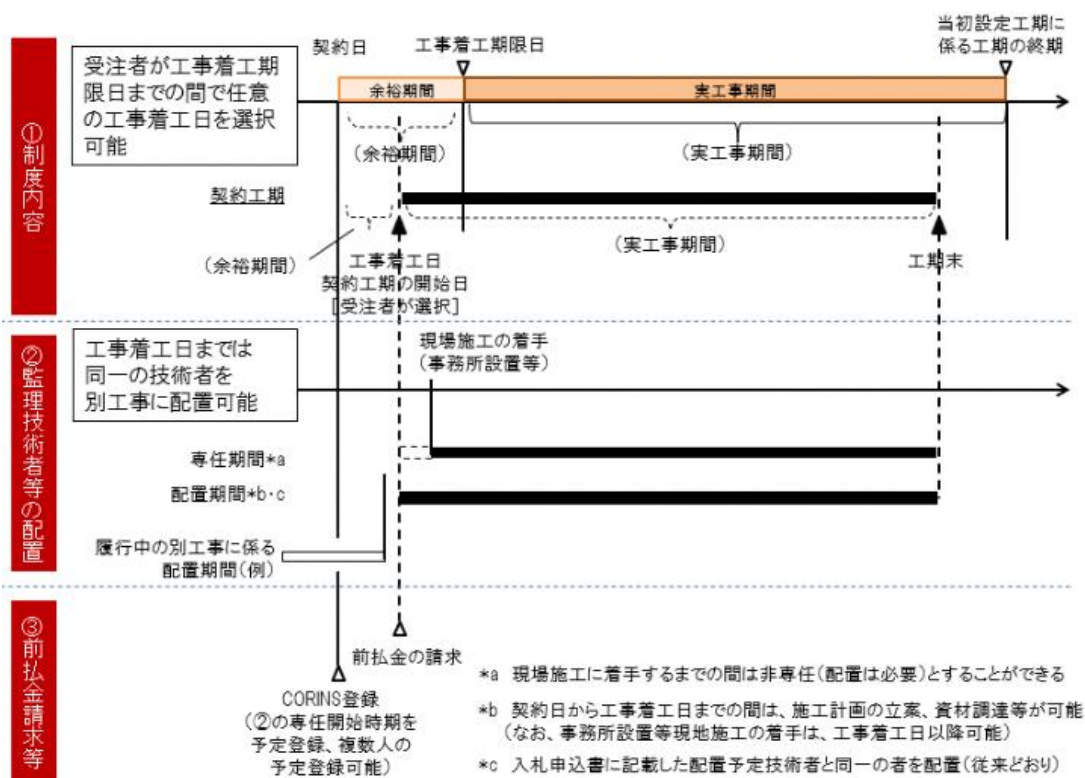 契約日
工事着工期限日
当初設定工期に
係る工期の終期
①制度内容
受注者が工事着工期
限日までの間で任意
の工事着工日を選択
可能
余裕期間
実工事期間
(余裕期間)
(実工事期間)
契約工期
(余裕期間)
(実工事期間)
工事着工日
契約工期の開始日
[受注者が選択]
工期末
②監理技術者等の配置
工事着工日までは
同一の技術者を
別工事に配置可能
現場施工の着手
(事務所設置等)
専任期間*a
配置期間*b・c
履行中の別工事に係る
配置期間(例)
③前払金請求等
前払金の請求
CORINS登録
(②の専任開始時期を
予定登録、複数人の
予定登録可能)
*a 現場施工に着手するまでの間は非専任(配置は必要)とすることができる
*b 契約日から工事着工日までの間は、施工計画の立案、資材調達等が可能
(なお、事務所設置等現地施工の着手は、工事着工日以降可能)
*c 入札申込書に記載した配置予定技術者と同一の者を配置(従来どおり)